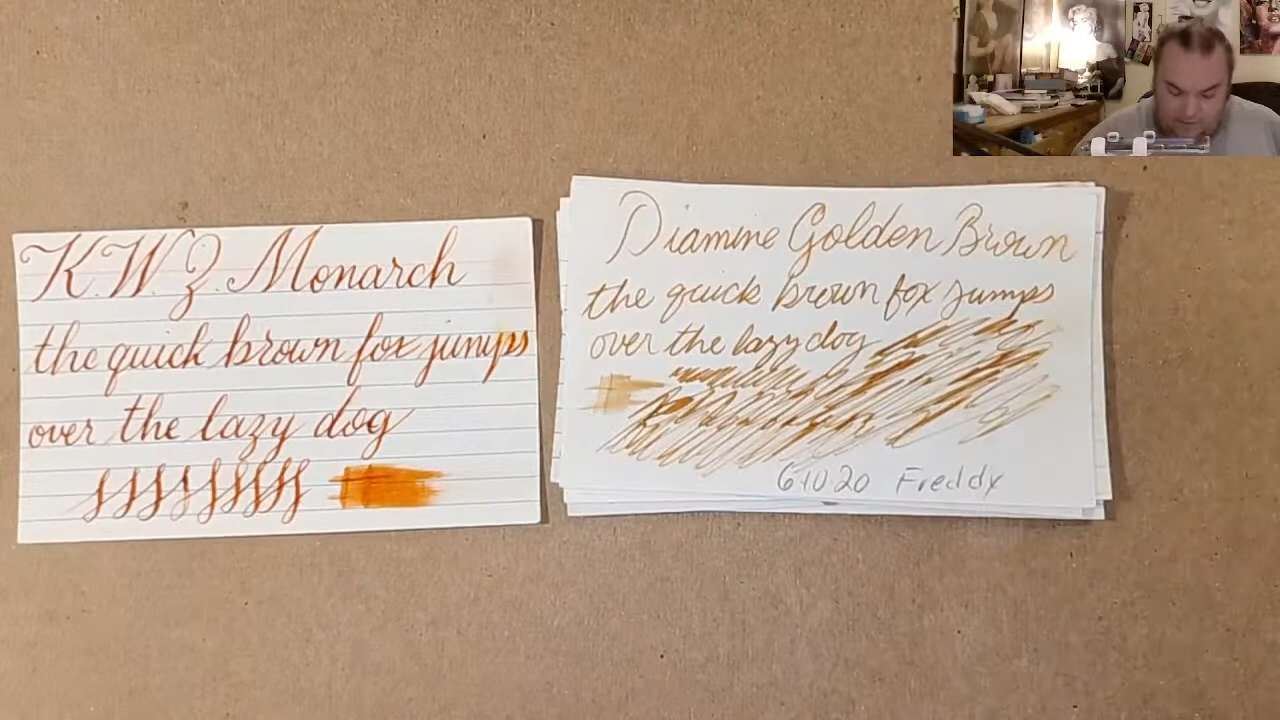 K.W.Z. Monarch
the quick brown fox jumps
over the lazy dog
Diamine Golden Brown
the quick brown fox jumps
over the lazy dog
6·10·20 Freddy